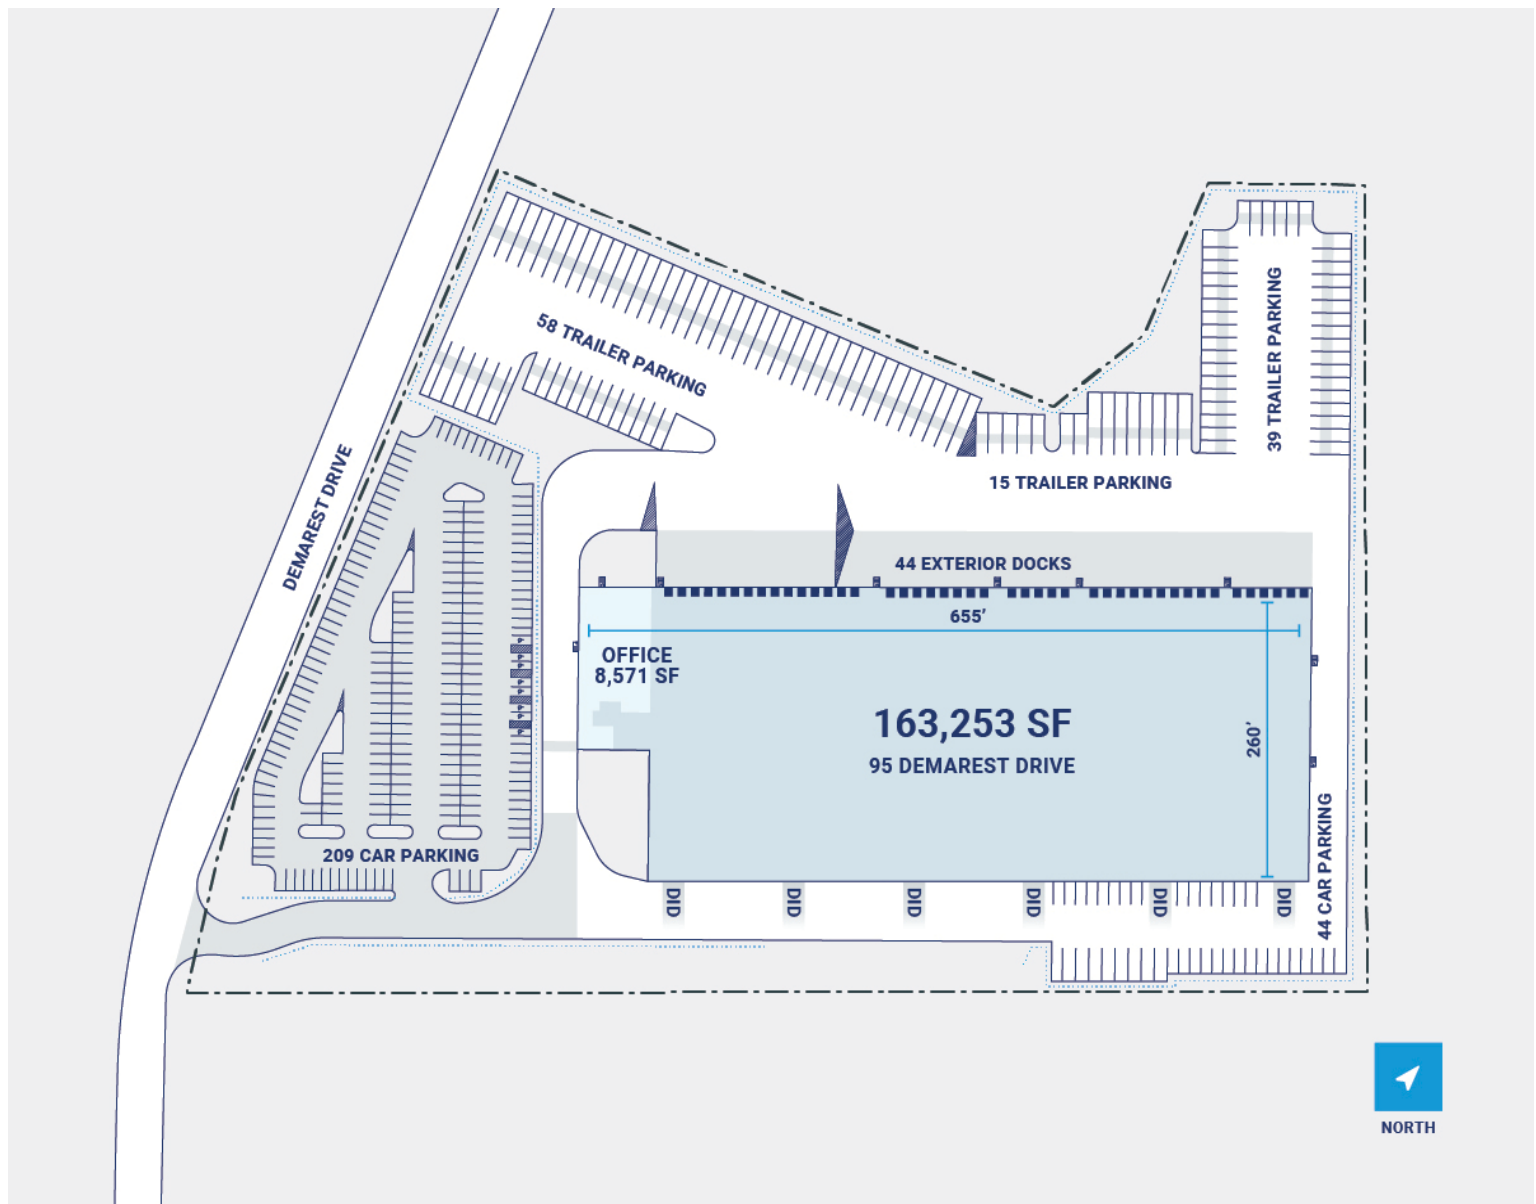 DEMAREST DRIVE
58 TRAILER PARKING
39 TRAILER PARKING
15 TRAILER PARKING
44 EXTERIOR DOCKS
655’
OFFICE
8,571 SF
163,253 SF
95 DEMAREST DRIVE
260’
209 CAR PARKING
44 CAR PARKING
DID
DID
DID
DID
DID
DID
NORTH